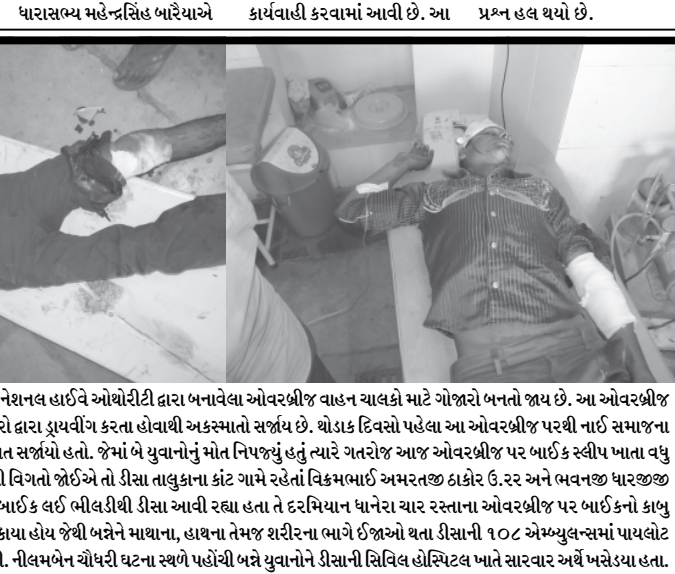 ધારાસભ્ય મહેન્દ્રસિંહ બારૈયાએ કાર્યવાહી કરવામાં આવી છે. આ પ્રશ્ન હલ થયો છે.
નેશનલ હાઈવે ઓથોરીટી દ્વારા બનાવેલા ઓવરબ્રીજ વાહન ચાલકો માટે ગોજારો બનતો જાય છે. આ ઓવરબ્રીજ
દ્વારા ડ્રાયવીંગ કરતા હોવાથી અકસ્માતો સર્જાય છે. થોડાક દિવસો પહેલા આ ઓવરબ્રીજ પરથી નાઈ સમાજના
સર્જાયો હતો. જેમાં બે યુવાનોનું મોત નિપજ્યું હતું ત્યારે ગતરોજ આજ ઓવરબ્રીજ પર બાઈક સ્લીપ ખાતા વધુ
વિગતો જોઈએ તો ડીસા તાલુકાના કાંટ ગામે રહેતાં વિક્રમભાઈ અમરતજી ઠાકોર ઉ.રર અને ભવનજી ધારજીજી
બાઈક લઈ ભીલડીથી ડીસા આવી રહ્યા હતા તે દરમિયાન ધાનેરા ચાર રસ્તાના ઓવરબ્રીજ પર બાઈકનો કાબુ
હોય જેથી બન્નેને માથાના, હાથના તેમજ શરીરના ભાગે ઈજાઓ થતા ડીસાની ૧૦૮ એમ્બ્યુલન્સમાં પાયલોટ
નીલમબેન ચૌધરી ઘટના સ્થળે પહોંચી બન્ને યુવાનોને ડીસાની સિવિલ હોસ્પિટલ ખાતે સારવાર અર્થે ખસેડયા હતા.